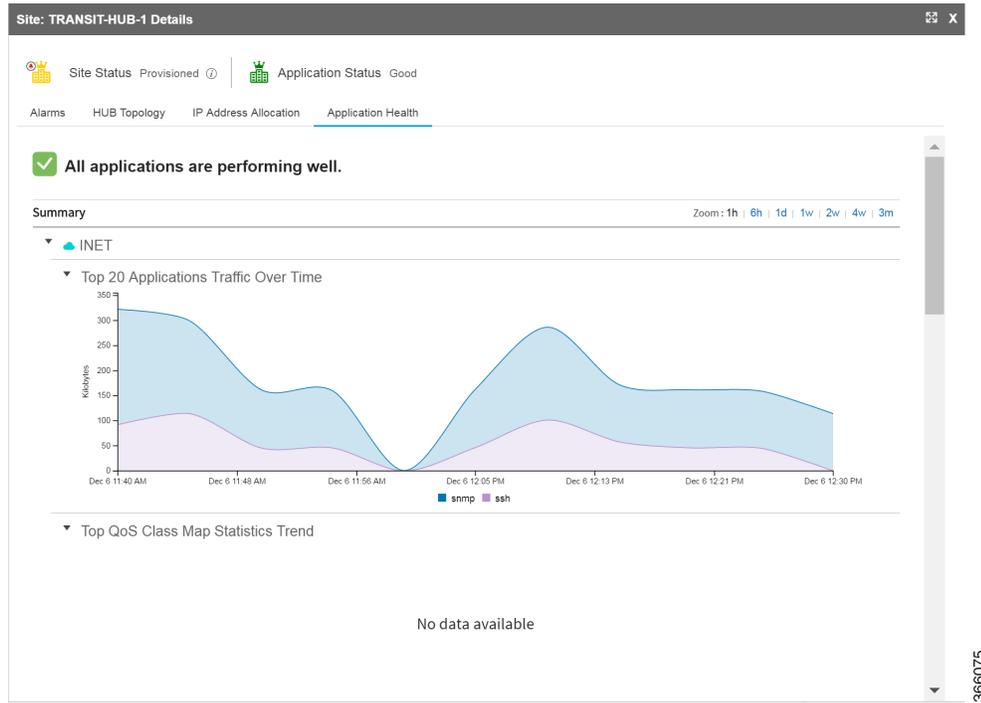 Site: TRANSIT-HUB-1 Details X
Site Status Provisioned i Application Status Good
Alarms HUB Topology IP Address Allocation Application Health
All applications are performing well.
Summary Zoom : 1h | 6h | 1d | 1w | 2w | 4w | 3m
INET
Top 20 Applications Traffic Over Time
350
300
250
200
150
100
50
0
Kilobytes
Dec 6 11:40 AM Dec 6 11:48 AM Dec 6 11:56 AM Dec 6 12:05 PM Dec 6 12:13 PM Dec 6 12:21 PM Dec 6 12:30 PM
snmp ssh
Top QoS Class Map Statistics Trend
No data available
366075